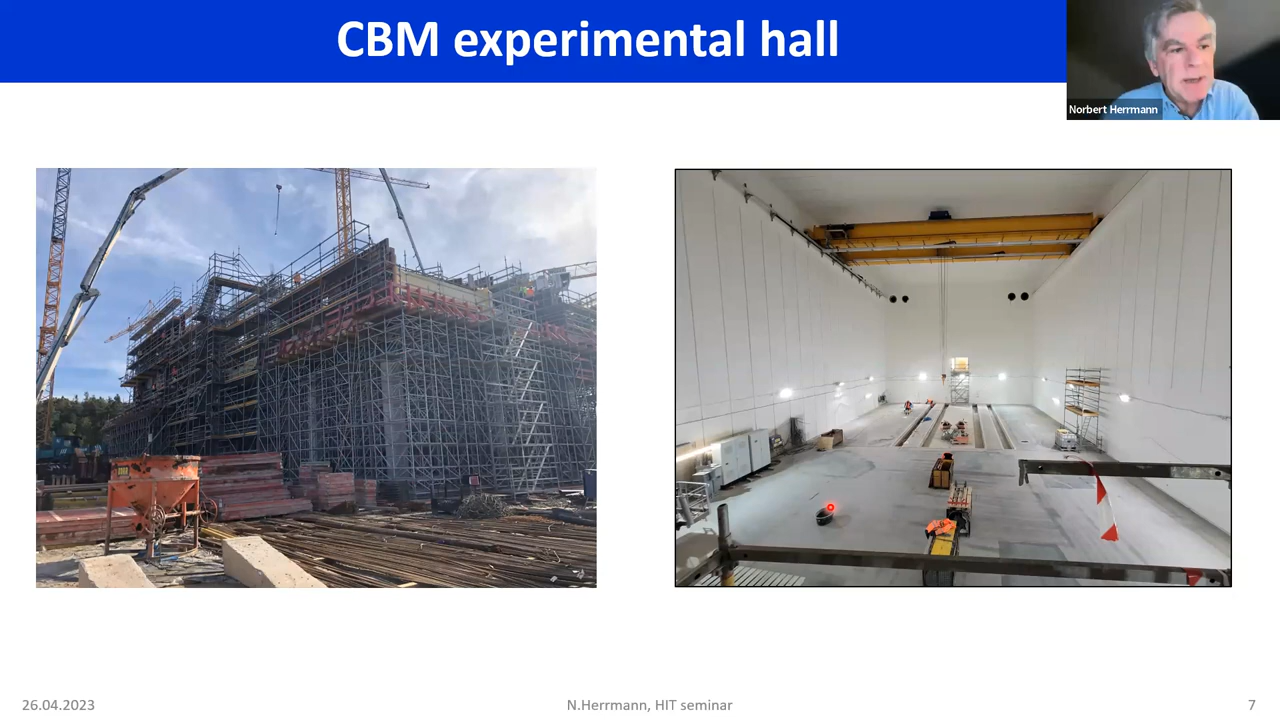 CBM experimental hall
Norbert Herrmann
26.04.2023
N.Herrmann, HIT seminar
7